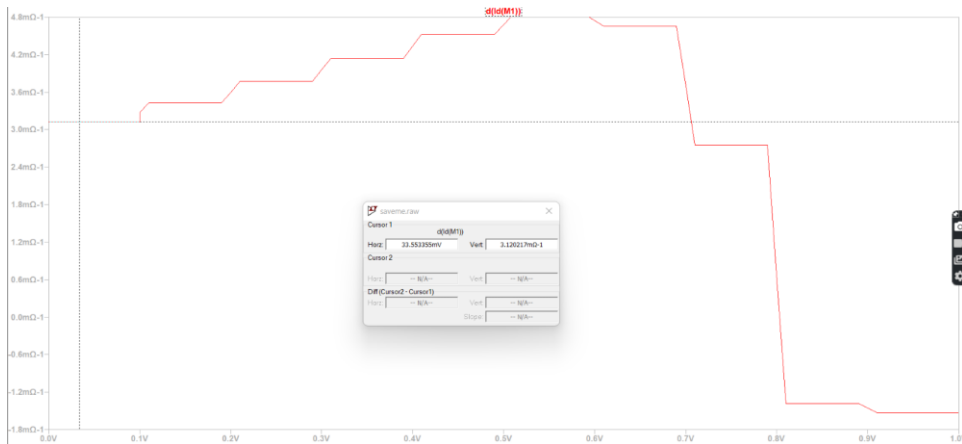 d(Id(M1))
4.8mΩ-1
4.2mΩ-1
3.6mΩ-1
3.0mΩ-1
2.4mΩ-1
1.8mΩ-1
1.2mΩ-1
0.6mΩ-1
0.0mΩ-1
-0.6mΩ-1
-1.2mΩ-1
-1.8mΩ-1
0.0V 0.1V 0.2V 0.3V 0.4V 0.5V 0.6V 0.7V 0.8V 0.9V 1.0
saveme.raw
Cursor 1
d(Id(M1))
Horz: 33.553355mV Vert: 3.120217mΩ-1
Cursor 2
Horz: -- N/A-- Vert: -- N/A--
Diff (Cursor2 - Cursor1)
Horz: -- N/A-- Vert: -- N/A--
Slope: -- N/A--